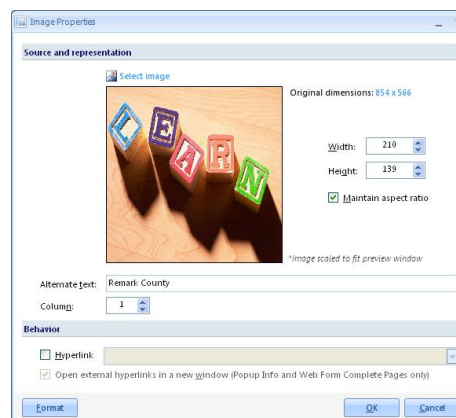 Image Properties
Source and representation
Select image
Original dimensions: 854 x 566
LEARN
Width: 210
Height: 139
Maintain aspect ratio
*Image scaled to fit preview window
Alternate text: Remark County
Column: 1
Behavior
Hyperlink
Open external hyperlinks in a new window (Popup Info and Web Form Complete Pages only)
Format OK Cancel